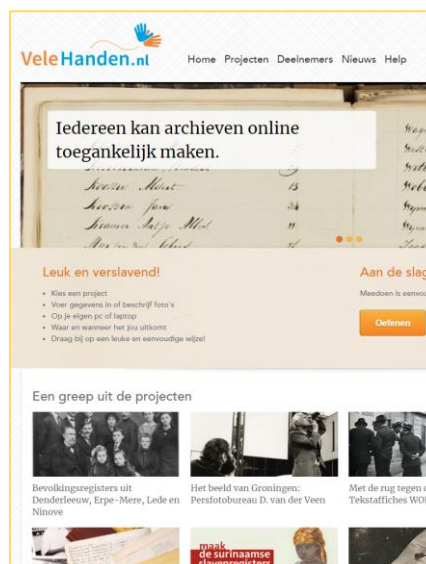 VeleHanden.nl
Home Projecten Deelnemers Nieuws Help
Iedereen kan archieven online
toegankelijk maken.
Leuk en verslavend!
Kies een project
Voer gegevens in of beschrijf foto's
Op je eigen pc of laptop
Waar en wanneer het jou uitkomt
Draag bij op een leuke en eenvoudige wijze!
Aan de slag
Meedoen is eenvou
Oefenen
Een greep uit de projecten
Bevolkingsregisters uit
Denderleeuw, Erpe-Mere, Lede en
Ninove
Het beeld van Groningen:
Persfotobureau D. van der Veen
Met de rug tegen
Tekstaffiches WO
maak
de surinaamse
slavenregisters